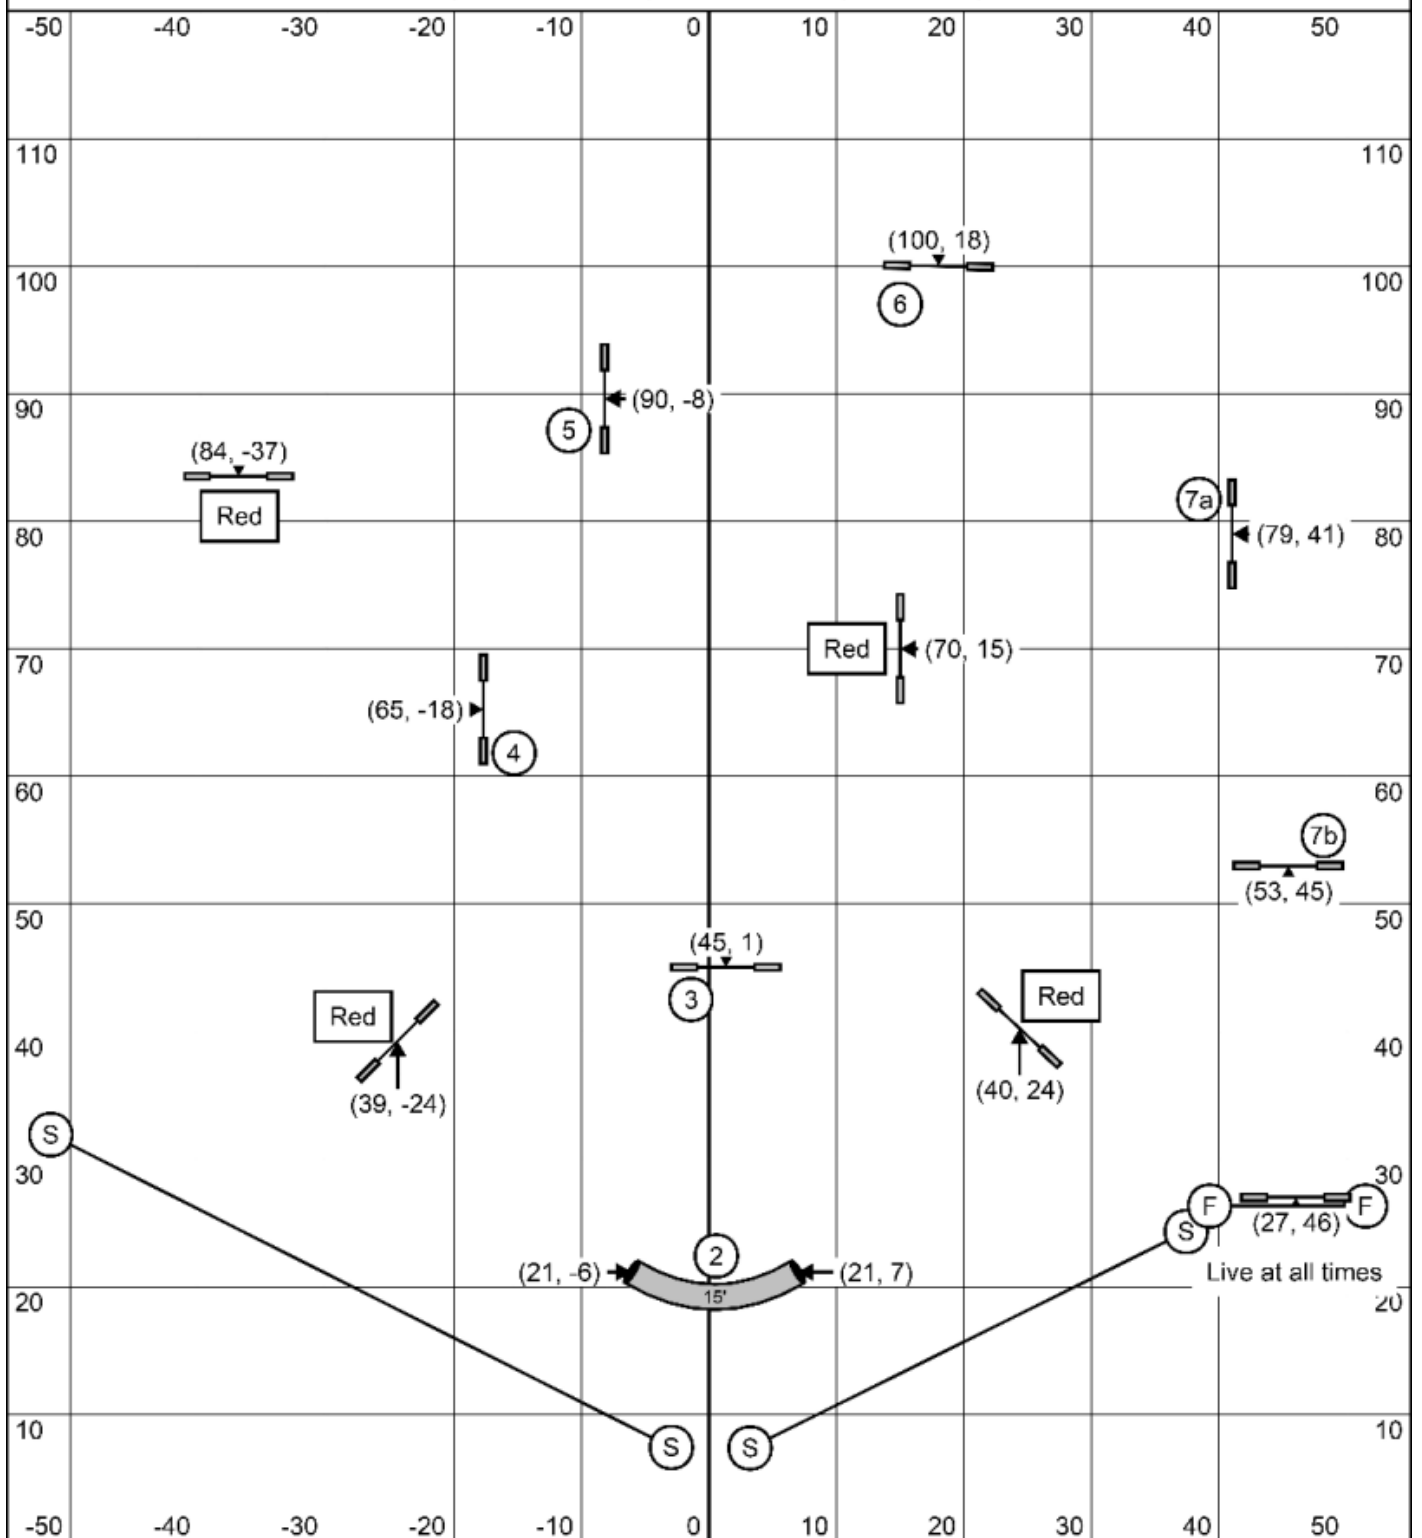 -50 -40 -30 -20 -10 0 10 20 30 40 50
110 110
(100, 18)
100 100
6
90 (90, -8) 90
5
(84, -37)
7a
Red
80 (79, 41) 80
Red (70, 15)
70 70
(65, -18)
4
60 60
7b
(53, 45)
50 50
(45, 1)
3 Red
Red
40 40
(40, 24)
(39, -24)
S
30 30
F F
(27, 46)
S
2
(21, -6) (21, 7) Live at all times
15'
20 20
10 10
S S
-50 -40 -30 -20 -10 0 10 20 30 40 50